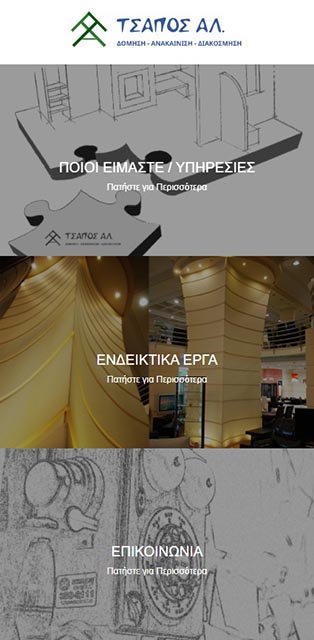 ΤΣΑΠΟΣ ΑΛ.
ΔΟΜΗΣΗ - ΑΝΑΚΑΙΝΙΣΗ - ΔΙΑΚΟΣΜΗΣΗ
ΠΟΙΟΙ ΕΙΜΑΣΤΕ / ΥΠΗΡΕΣΙΕΣ
Πατήστε για Περισσότερα
ΤΣΑΠΟΣ ΑΛ.
ΕΝΔΕΙΚΤΙΚΑ ΕΡΓΑ
Πατήστε για Περισσότερα
ΕΠΙΚΟΙΝΩΝΙΑ
Πατήστε για Περισσότερα